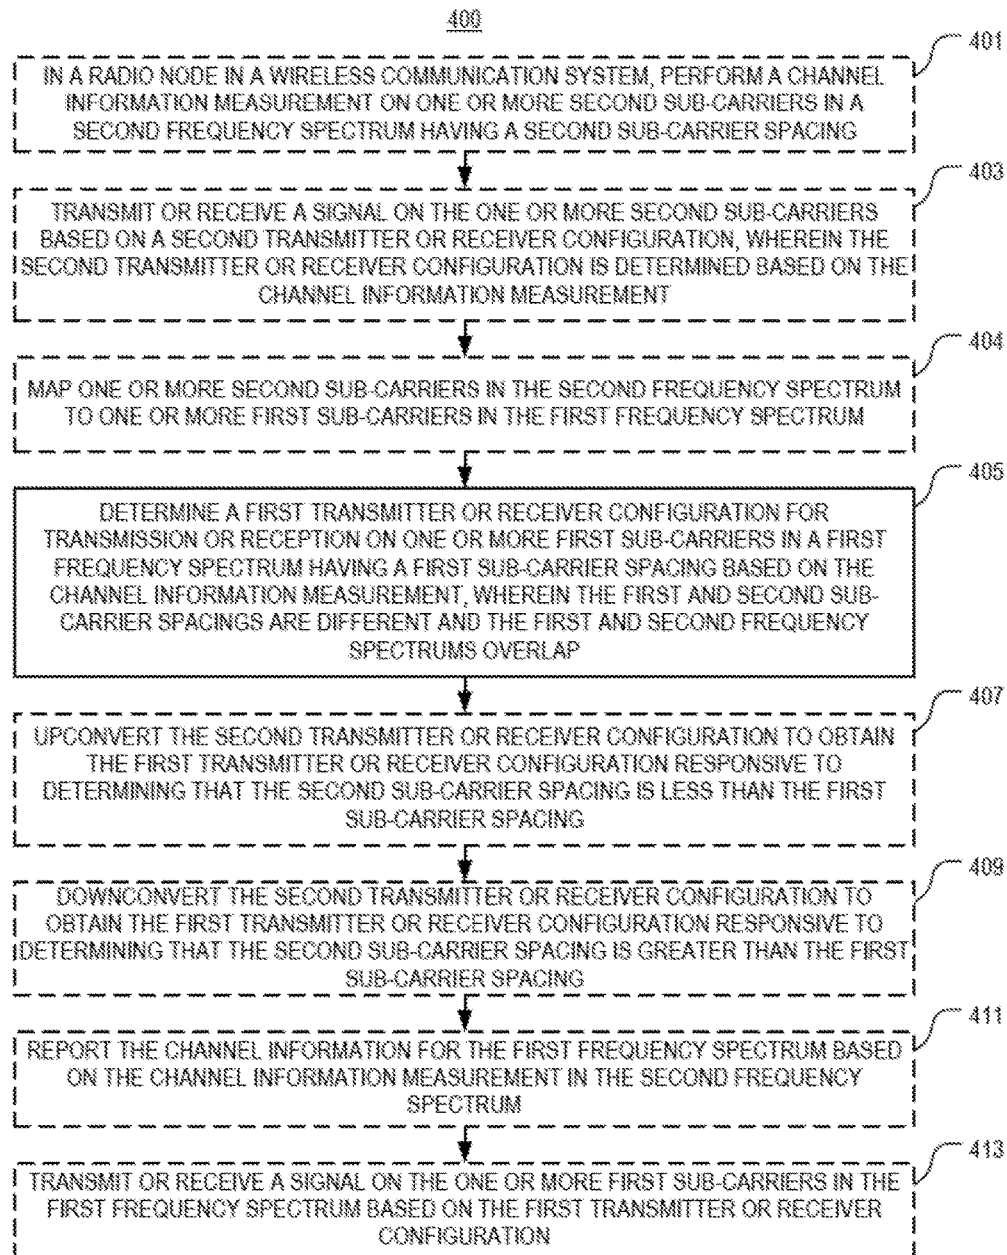 400
401
IN A RADIO NODE IN A WIRELESS COMMUNICATION SYSTEM, PERFORM A CHANNEL
INFORMATION MEASUREMENT ON ONE OR MORE SECOND SUB-CARRIERS IN A
SECOND FREQUENCY SPECTRUM HAVING A SECOND SUB-CARRIER SPACING
403
TRANSMIT OR RECEIVE A SIGNAL ON THE ONE OR MORE SECOND SUB-CARRIERS
BASED ON A SECOND TRANSMITTER OR RECEIVER CONFIGURATION, WHEREIN THE
SECOND TRANSMITTER OR RECEIVER CONFIGURATION IS DETERMINED BASED ON THE
CHANNEL INFORMATION MEASUREMENT
404
MAP ONE OR MORE SECOND SUB-CARRIERS IN THE SECOND FREQUENCY SPECTRUM
TO ONE OR MORE FIRST SUB-CARRIERS IN THE FIRST FREQUENCY SPECTRUM
405
DETERMINE A FIRST TRANSMITTER OR RECEIVER CONFIGURATION FOR
TRANSMISSION OR RECEPTION ON ONE OR MORE FIRST SUB-CARRIERS IN A FIRST
FREQUENCY SPECTRUM HAVING A FIRST SUB-CARRIER SPACING BASED ON THE
CHANNEL INFORMATION MEASUREMENT, WHEREIN THE FIRST AND SECOND SUB-
CARRIER SPACINGS ARE DIFFERENT AND THE FIRST AND SECOND FREQUENCY
SPECTRUMS OVERLAP
407
UPCONVERT THE SECOND TRANSMITTER OR RECEIVER CONFIGURATION TO OBTAIN
THE FIRST TRANSMITTER OR RECEIVER CONFIGURATION RESPONSIVE TO
DETERMINING THAT THE SECOND SUB-CARRIER SPACING IS LESS THAN THE FIRST
SUB-CARRIER SPACING
409
DOWNCONVERT THE SECOND TRANSMITTER OR RECEIVER CONFIGURATION TO
OBTAIN THE FIRST TRANSMITTER OR RECEIVER CONFIGURATION RESPONSIVE TO
DETERMINING THAT THE SECOND SUB-CARRIER SPACING IS GREATER THAN THE FIRST
SUB-CARRIER SPACING
411
REPORT THE CHANNEL INFORMATION FOR THE FIRST FREQUENCY SPECTRUM BASED
ON THE CHANNEL INFORMATION MEASUREMENT IN THE SECOND FREQUENCY
SPECTRUM
413
TRANSMIT OR RECEIVE A SIGNAL ON THE ONE OR MORE FIRST SUB-CARRIERS IN THE
FIRST FREQUENCY SPECTRUM BASED ON THE FIRST TRANSMITTER OR RECEIVER
CONFIGURATION